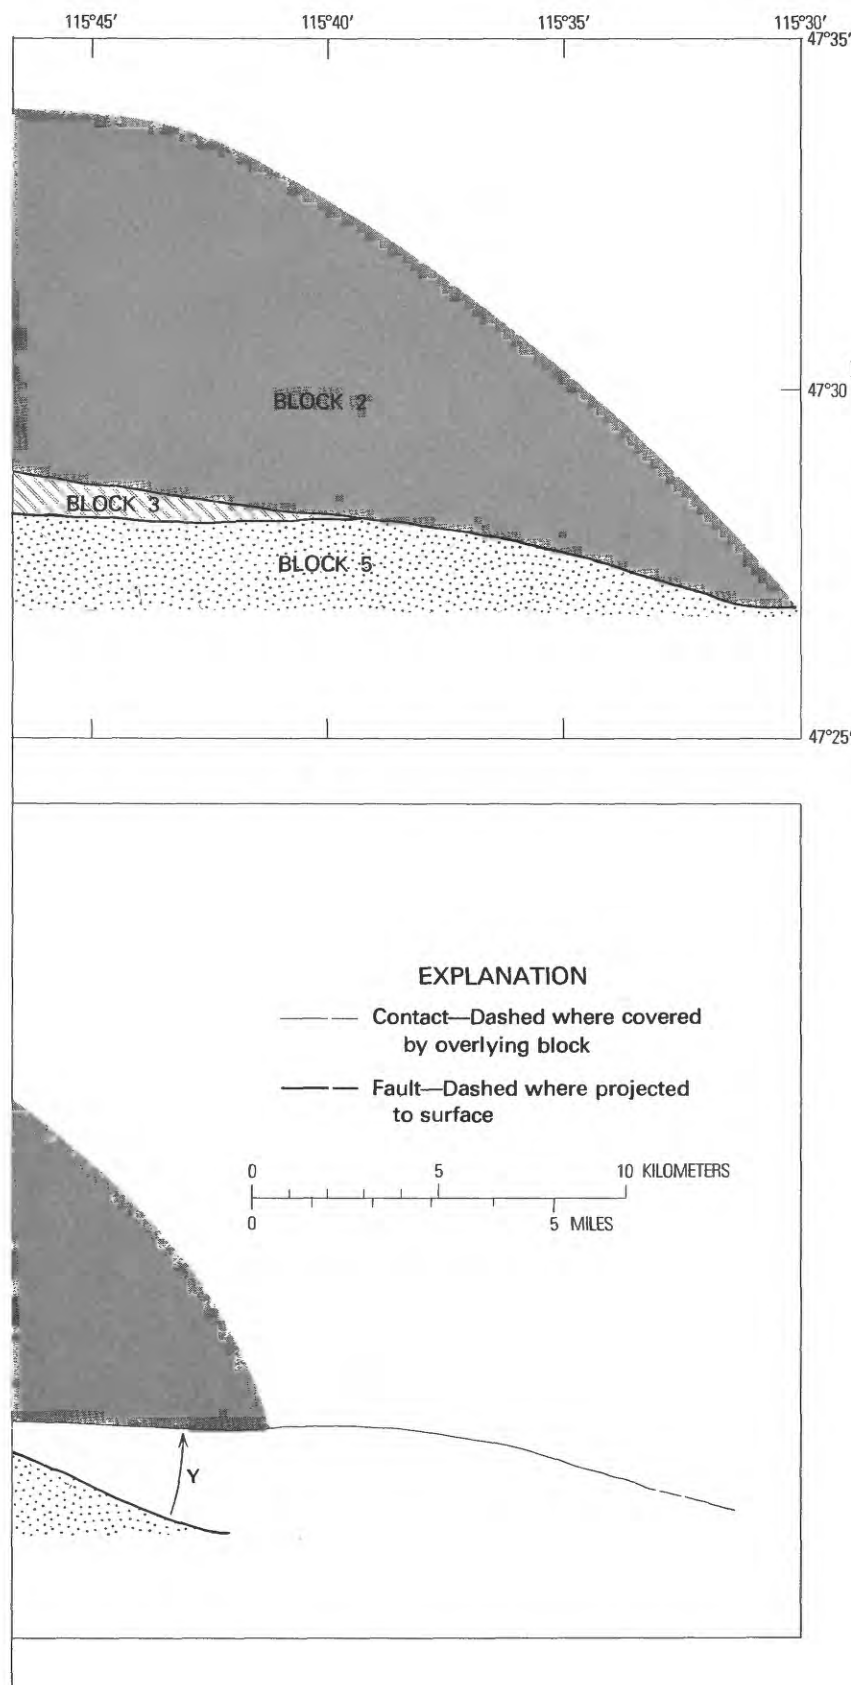 115°45′ 115°40′ 115°35′ 115°30′
47°35′
47°30
BLOCK 2
BLOCK 3
BLOCK 5
47°25′
EXPLANATION
Contact—Dashed where covered
by overlying block
Fault—Dashed where projected
to surface
0 5 10 KILOMETERS
0 5 MILES
Y